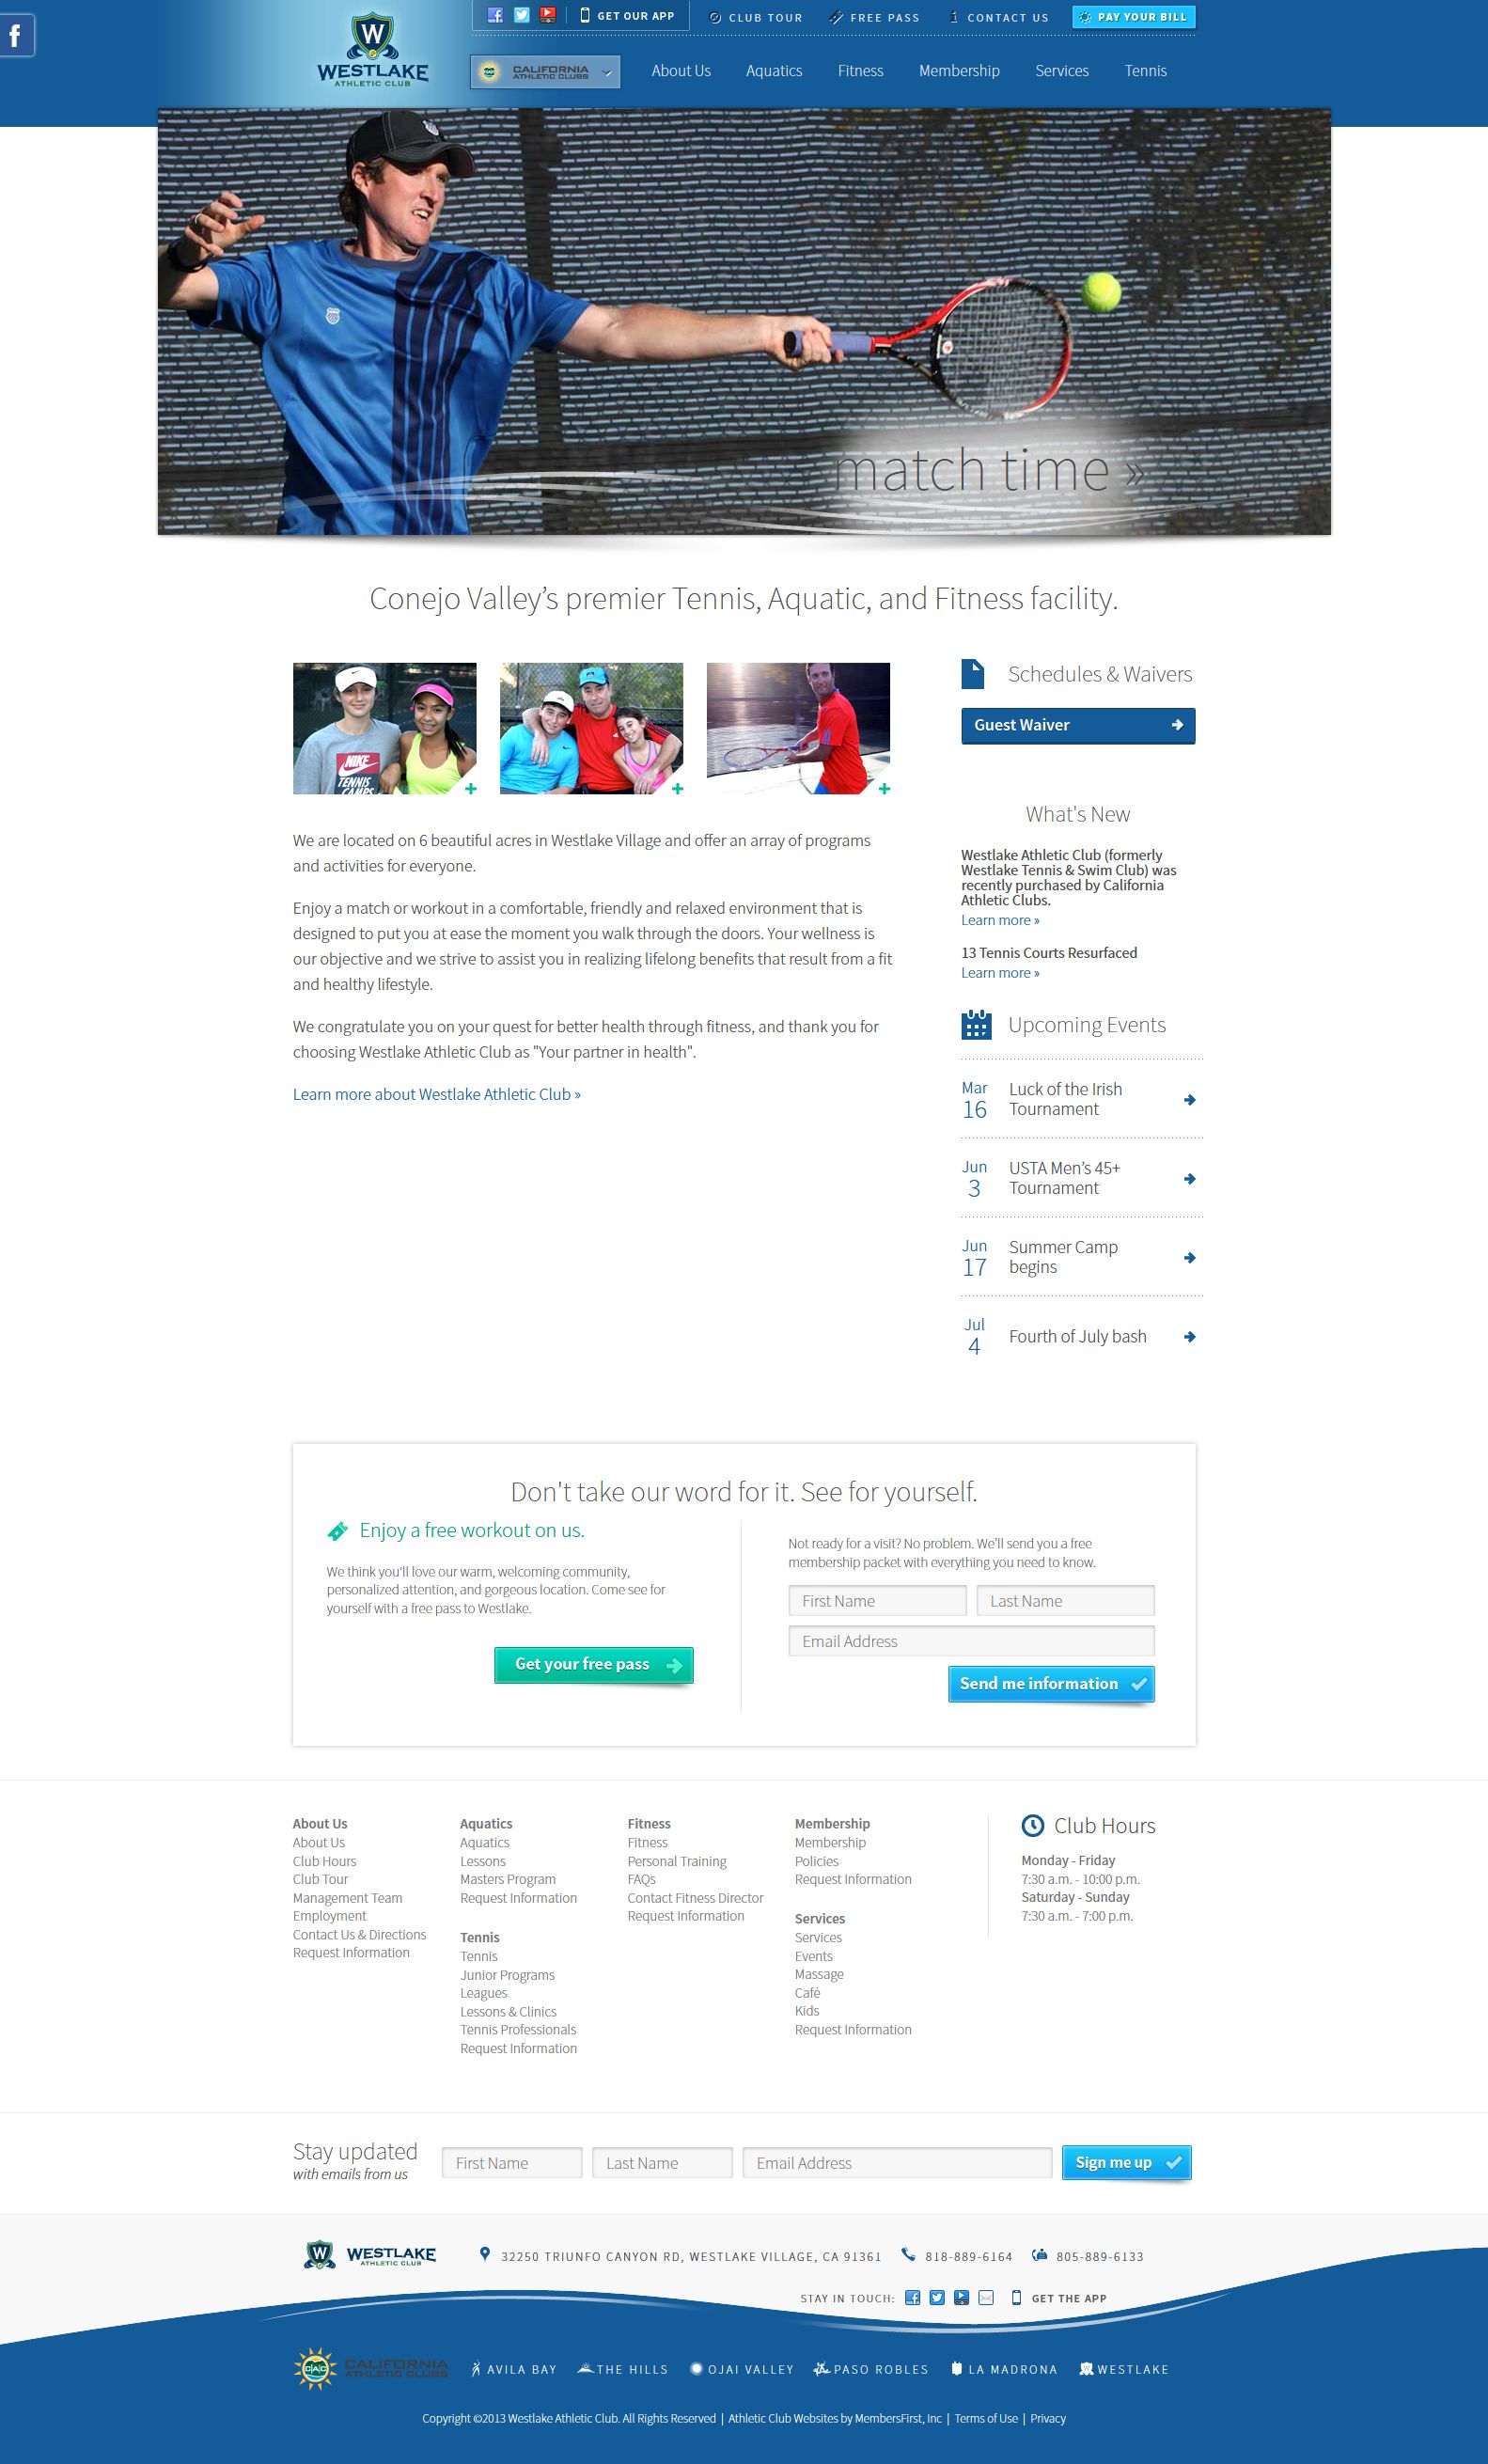 GET OUR APP
CLUB TOUR
FREE PASS
CONTACT US
PAY YOUR BILL
W
WESTLAKE
ATHLETIC CLUB
CALIFORNIA
ATHLETIC CLUBS
About Us
Aquatics
Fitness
Membership
Services
Tennis
match time »
Conejo Valley’s premier Tennis, Aquatic, and Fitness facility.
NIKE
TENNIS
CAMPS
We are located on 6 beautiful acres in Westlake Village and offer an array of programs
and activities for everyone.
Enjoy a match or workout in a comfortable, friendly and relaxed environment that is
designed to put you at ease the moment you walk through the doors. Your wellness is
our objective and we strive to assist you in realizing lifelong benefits that result from a fit
and healthy lifestyle.
We congratulate you on your quest for better health through fitness, and thank you for
choosing Westlake Athletic Club as "Your partner in health".
Learn more about Westlake Athletic Club »
Schedules & Waivers
Guest Waiver
What's New
Westlake Athletic Club (formerly
Westlake Tennis & Swim Club) was
recently purchased by California
Athletic Clubs.
Learn more »
13 Tennis Courts Resurfaced
Learn more »
Upcoming Events
Mar
16
Luck of the Irish
Tournament
Jun
3
USTA Men’s 45+
Tournament
Jun
17
Summer Camp
begins
Jul
4
Fourth of July bash
Don't take our word for it. See for yourself.
Enjoy a free workout on us.
We think you'll love our warm, welcoming community,
personalized attention, and gorgeous location. Come see for
yourself with a free pass to Westlake.
Get your free pass
Not ready for a visit? No problem. We'll send you a free
membership packet with everything you need to know.
First Name
Last Name
Email Address
Send me information
About Us
About Us
Club Hours
Club Tour
Management Team
Employment
Contact Us & Directions
Request Information
Aquatics
Aquatics
Lessons
Masters Program
Request Information
Tennis
Tennis
Junior Programs
Leagues
Lessons & Clinics
Tennis Professionals
Request Information
Fitness
Fitness
Personal Training
FAQs
Contact Fitness Director
Request Information
Membership
Membership
Policies
Request Information
Services
Services
Events
Massage
Café
Kids
Request Information
Club Hours
Monday - Friday
7:30 a.m. - 10:00 p.m.
Saturday - Sunday
7:30 a.m. - 7:00 p.m.
Stay updated
with emails from us
First Name
Last Name
Email Address
Sign me up
W
WESTLAKE
ATHLETIC CLUB
32250 TRIUNFO CANYON RD, WESTLAKE VILLAGE, CA 91361
818-889-6164
805-889-6133
STAY IN TOUCH:
GET THE APP
CAC
CALIFORNIA
ATHLETIC CLUBS
AVILA BAY
THE HILLS
OJAI VALLEY
PASO ROBLES
LA MADRONA
WESTLAKE
Copyright ©2013 Westlake Athletic Club. All Rights Reserved | Athletic Club Websites by MembersFirst, Inc | Terms of Use | Privacy